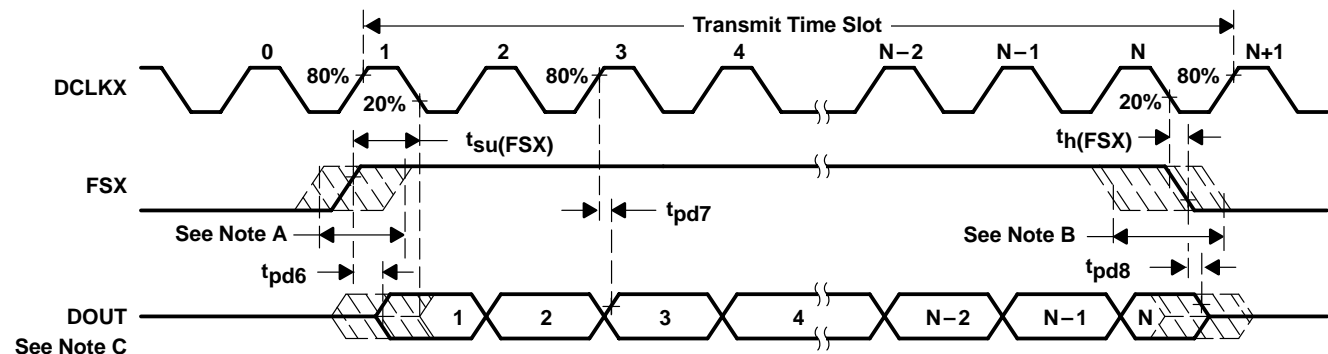 Transmit Time Slot
0 1 2 3 4 N−2 N−1 N N+1
80% 80% 80%
DCLKX
20% 20%
tsu(FSX) th(FSX)
FSX
tpd7
See Note A See Note B
tpd6 tpd8
DOUT 1 2 3 4 N−2 N−1 N
See Note C